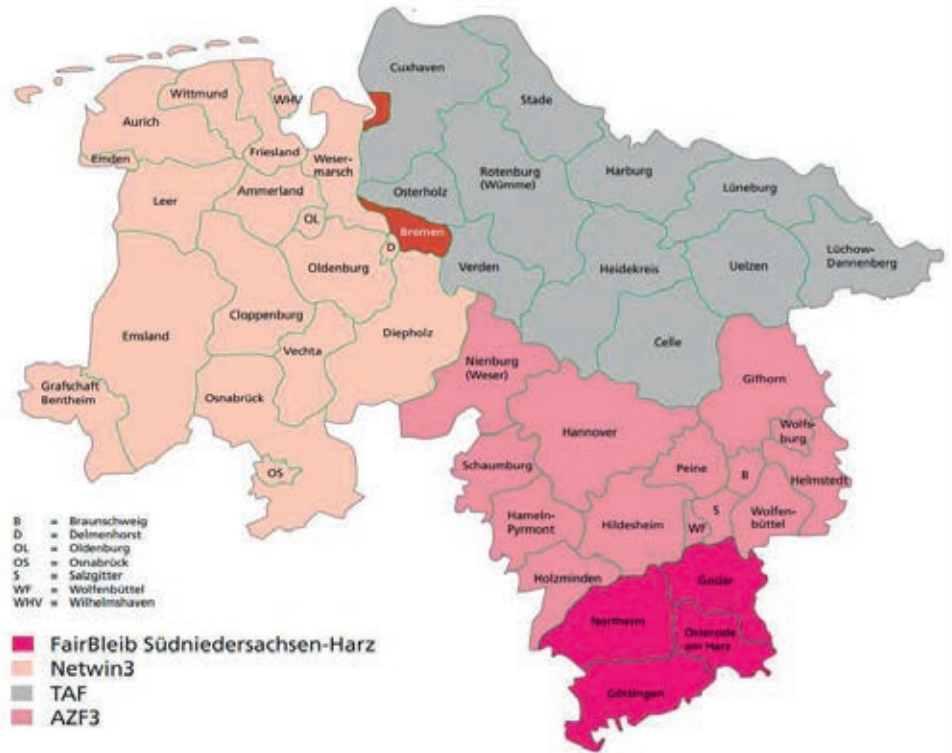 Cuxhaven
Stade
Wittmund
WHV
Aurich
Emden
Friesland
Weser-
marsch
Ammerland
Leer
OL
Osterholz
Rotenburg
(Wümme)
Harburg
Lüneburg
Bremen
D
Oldenburg
Verden
Heidekreis
Uelzen
Lüchow-
Dannenberg
Emsland
Cloppenburg
Vechta
Diepholz
Celle
Grafschaft
Bentheim
Osnabrück
OS
Nienburg
(Weser)
Gifhorn
Hannover
Wolfs-
burg
Schaumburg
Peine
B
Helmstedt
Hameln-
Pyrmont
Hildesheim
S
WF
Wolfen-
büttel
Holzminden
Goslar
Northeim
Osterode
am Harz
Göttingen
B = Braunschweig
D = Delmenhorst
OL = Oldenburg
OS = Osnabrück
S = Salzgitter
WF = Wolfenbüttel
WHV = Wilhelmshaven
FairBleib Südniedersachsen-Harz
Netwin3
TAF
AZF3